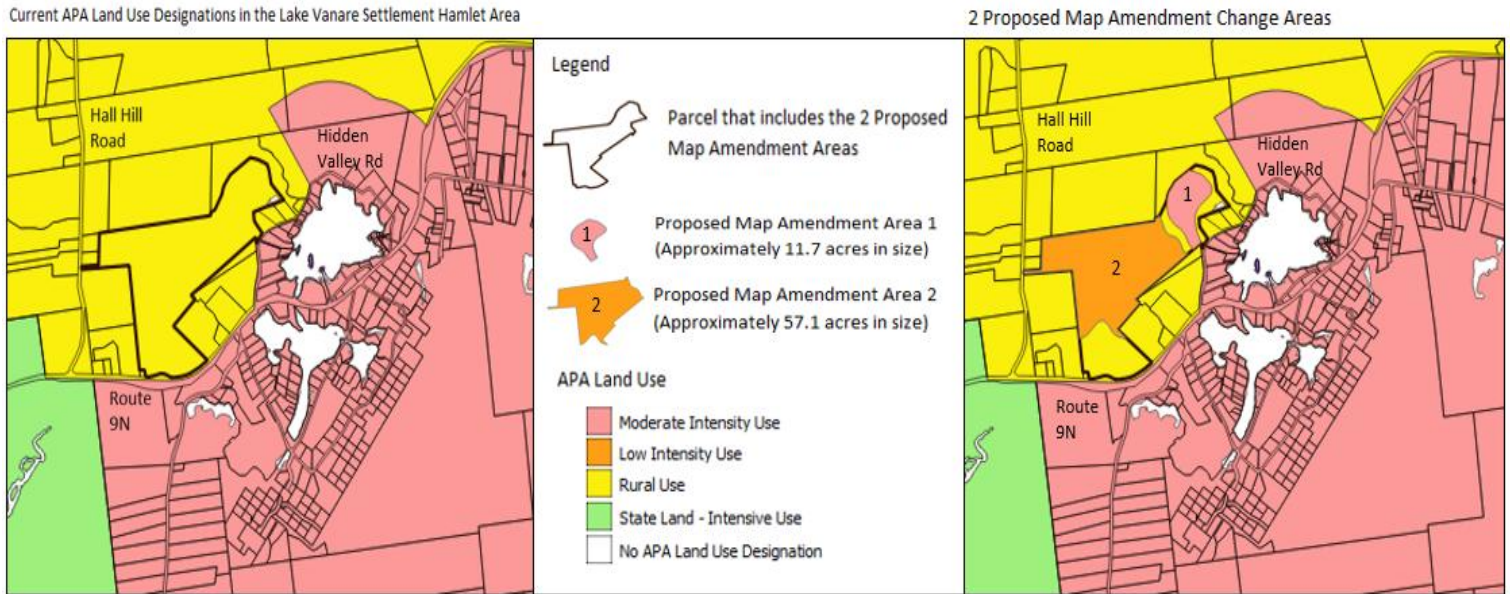 Current APA Land Use Designations in the Lake Vanare Settlement Hamlet Area
Hall Hill
Road
Hidden
Valley Rd
Route
9N
Legend
Parcel that includes the 2 Proposed
Map Amendment Areas
1
Proposed Map Amendment Area 1
(Approximately 11.7 acres in size)
2
Proposed Map Amendment Area 2
(Approximately 57.1 acres in size)
APA Land Use
Moderate Intensity Use
Low Intensity Use
Rural Use
State Land - Intensive Use
No APA Land Use Designation
2 Proposed Map Amendment Change Areas
Hall Hill
Road
Hidden
Valley Rd
1
2
Route
9N